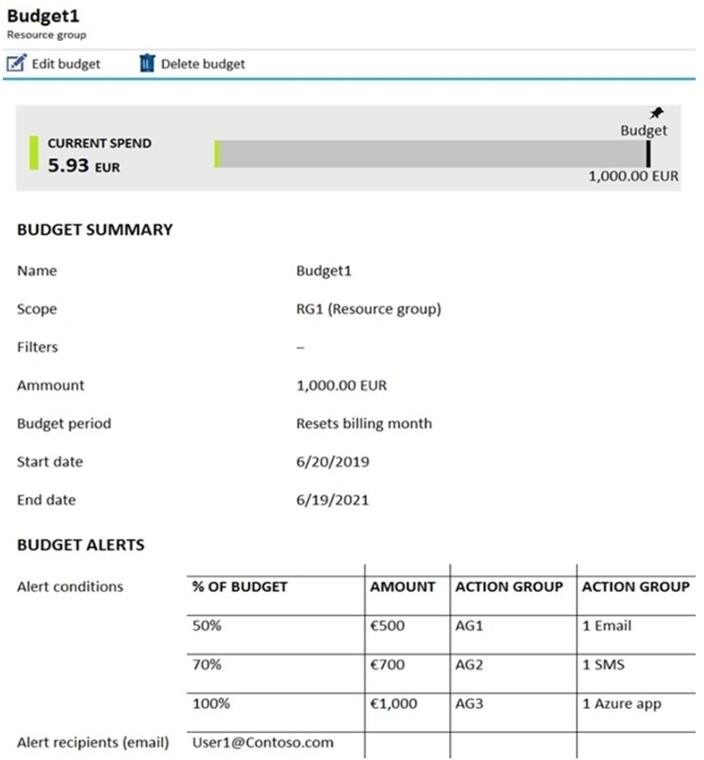 Budget1
Resource group
Edit budget Delete budget
Budget
CURRENT SPEND
5.93 EUR
1,000.00 EUR
BUDGET SUMMARY
Name Budget1
Scope RG1 (Resource group)
Filters –
Ammount 1,000.00 EUR
Budget period Resets billing month
Start date 6/20/2019
End date 6/19/2021
BUDGET ALERTS
Alert conditions % OF BUDGET AMOUNT ACTION GROUP ACTION GROUP
50% €500 AG1 1 Email
70% €700 AG2 1 SMS
100% €1,000 AG3 1 Azure app
Alert recipients (email) User1@Contoso.com